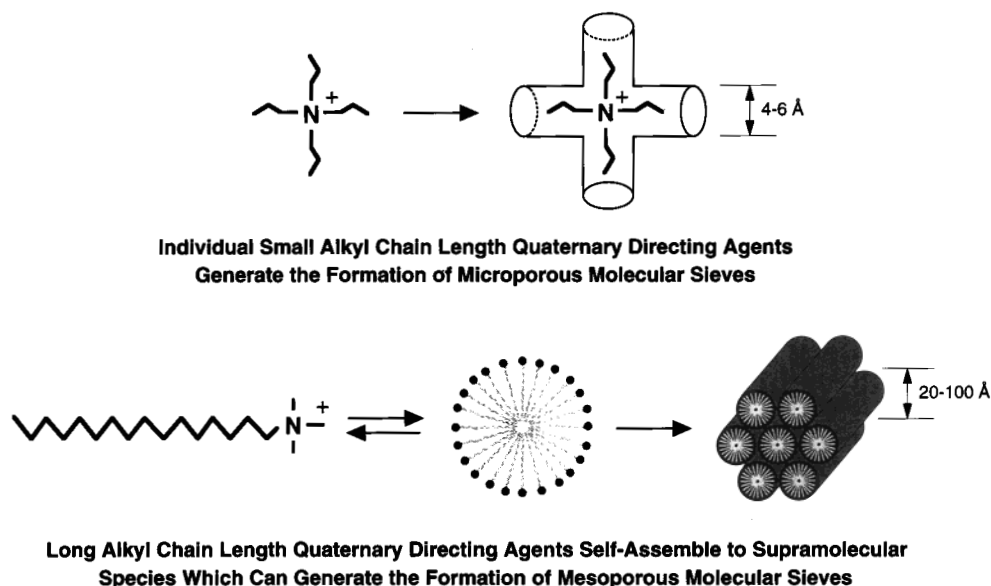 N
+
N
+
4-6 Å
Individual Small Alkyl Chain Length Quaternary Directing Agents
Generate the Formation of Microporous Molecular Sieves
N
+
20-100 Å
Long Alkyl Chain Length Quaternary Directing Agents Self-Assemble to Supramolecular
Species Which Can Generate the Formation of Mesoporous Molecular Sieves